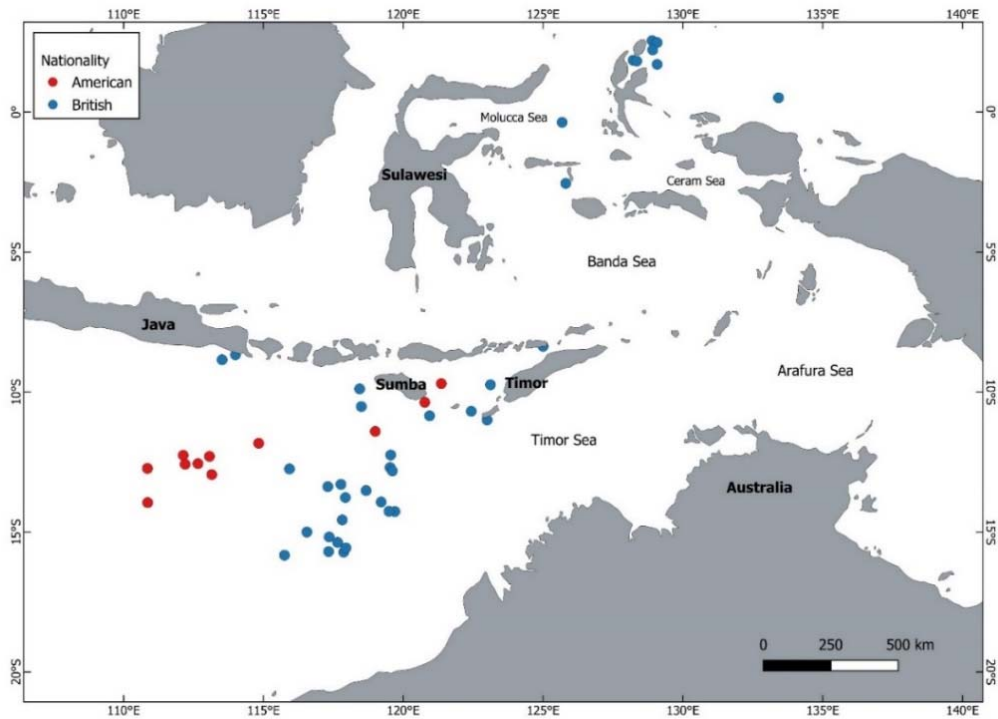 110°E 115°E 120°E 125°E 130°E 135°E 140°E
Nationality
American
British
0°
0°
Molucca Sea
Sulawesi
Ceram Sea
5°S
Banda Sea
5°S
Java
Arafura Sea
10°S
Sumba
Timor
10°S
Timor Sea
Australia
15°S
15°S
0 250 500 km
20°S
20°S
110°E 115°E 120°E 125°E 130°E 135°E 140°E